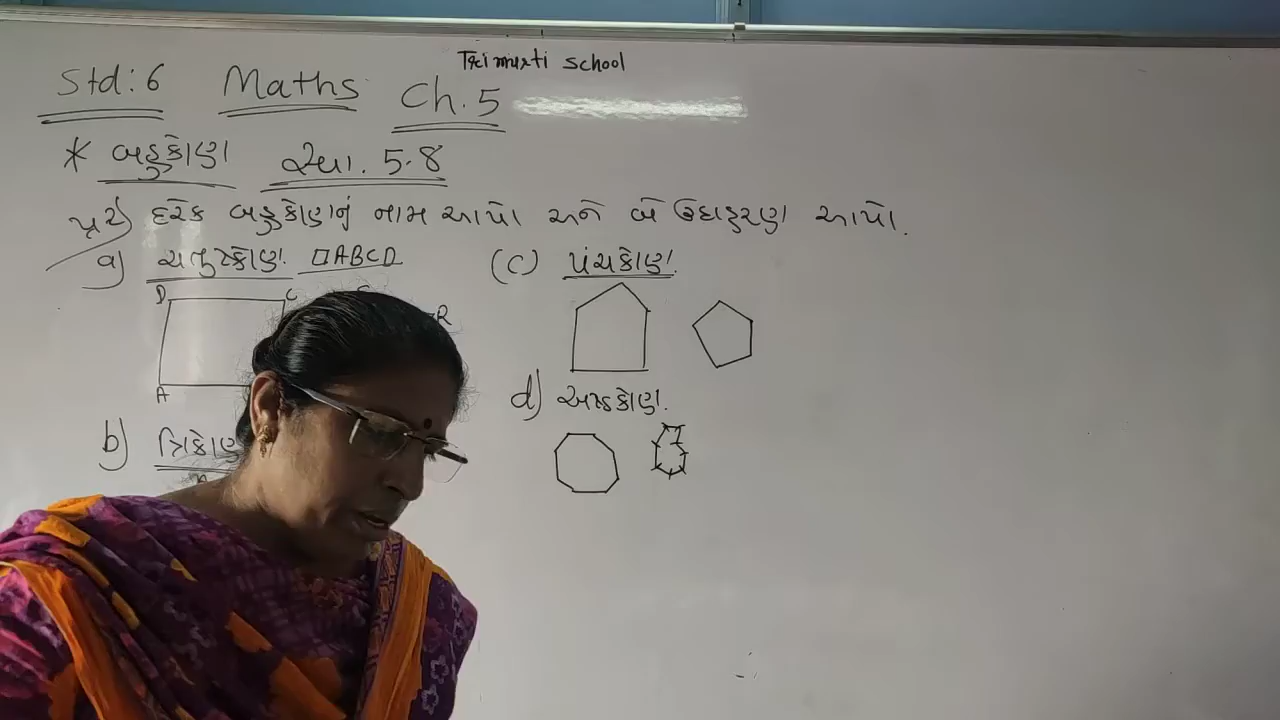 Trimurti school
Std: 6 Maths Ch. 5
* બહુકોણ સ્વા. 5.8
પ્ર૨) દરેક બહુકોણનું નામ આપો અને બે ઉદાહરણ આપો.
a) ચતુષ્કોણ. □ABCD
D C
R
A
b) ત્રિકોણ
(c) પંચકોણ.
d) અષ્ટકોણ.